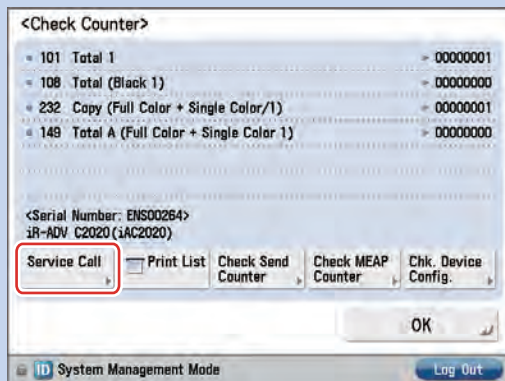 <Check Counter>
101 Total 1 00000001
108 Total (Black 1) 00000000
232 Copy (Full Color + Single Color/1) 00000001
149 Total A (Full Color + Single Color 1) 00000000
<Serial Number: ENS00264>
iR-ADV C2020(iAC2020)
Service Call Print List Check Send Counter Check MEAP Counter Chk. Device Config.
OK
ID System Management Mode Log Out